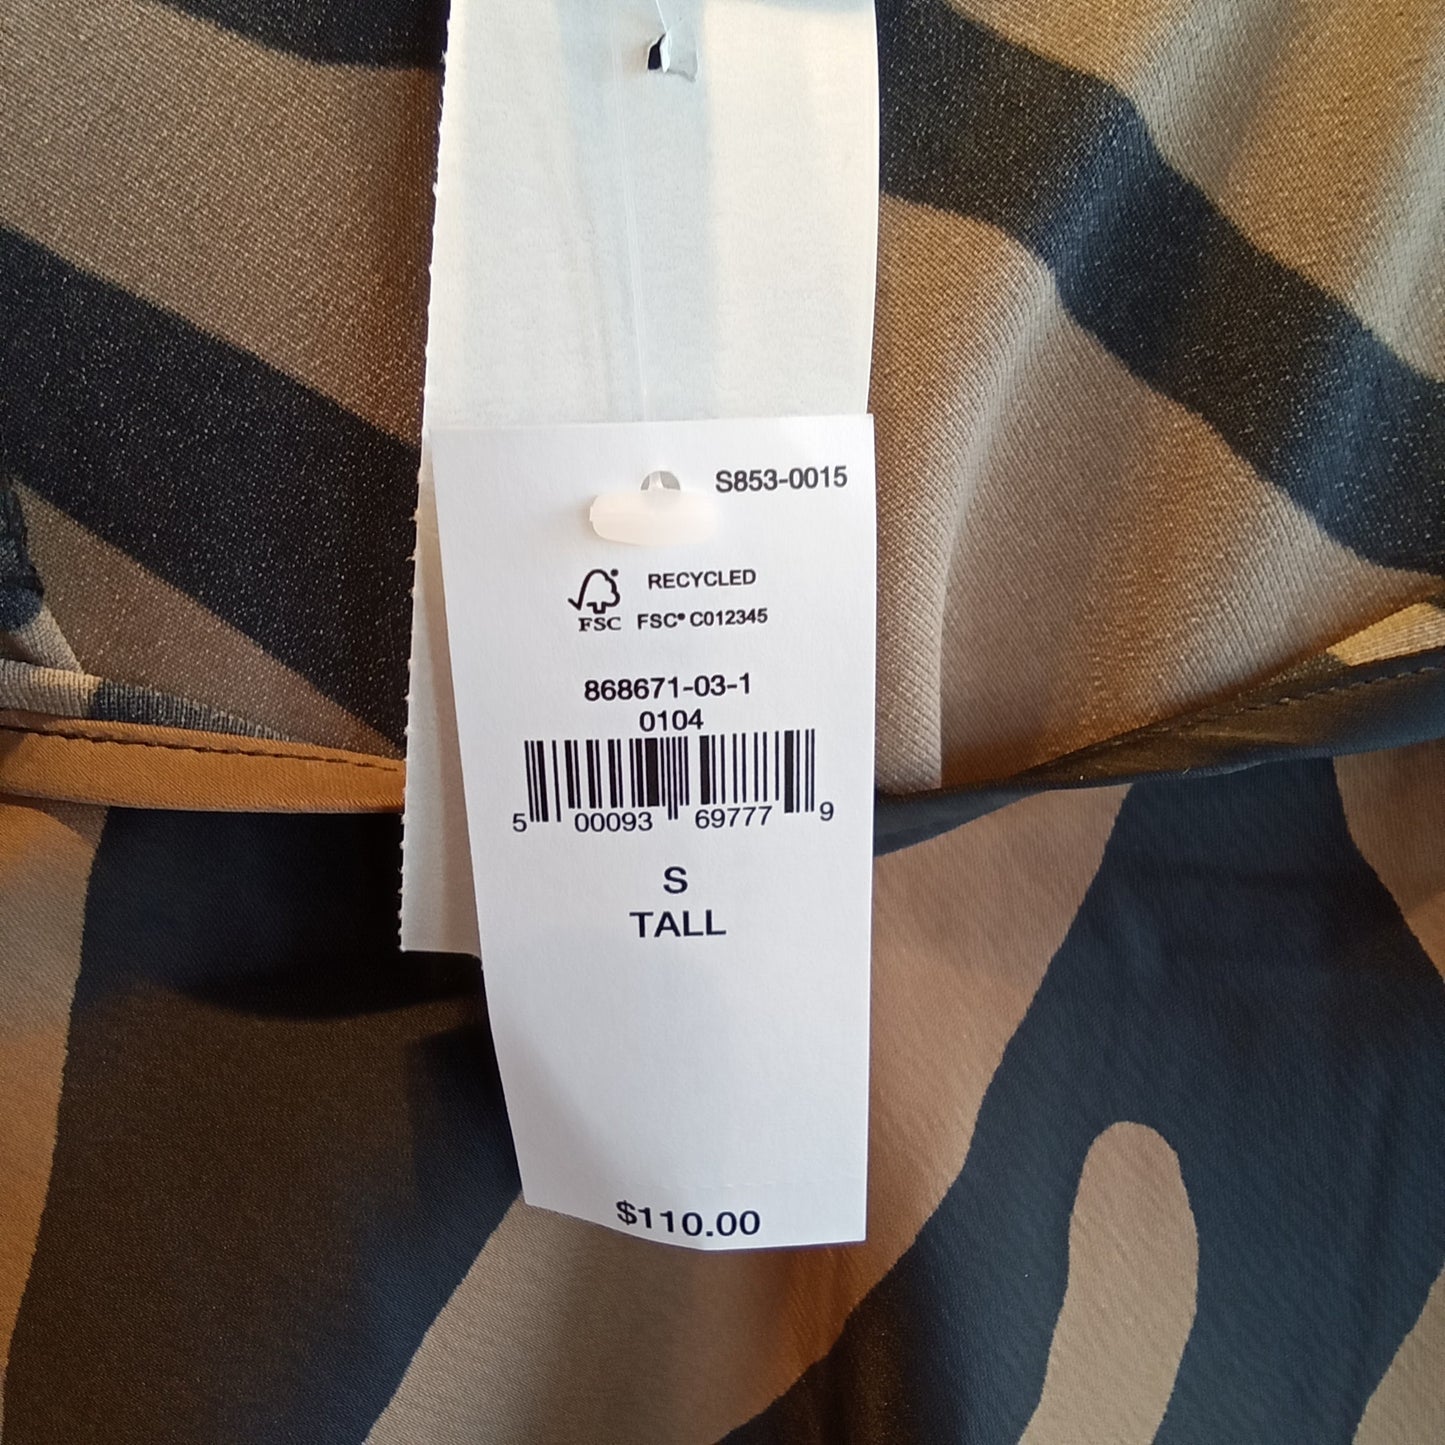 S853-0015
RECYCLED
FSC FSC® C012345
868671-03-1
0104
5 00093 69777 9
S
TALL
$110.00